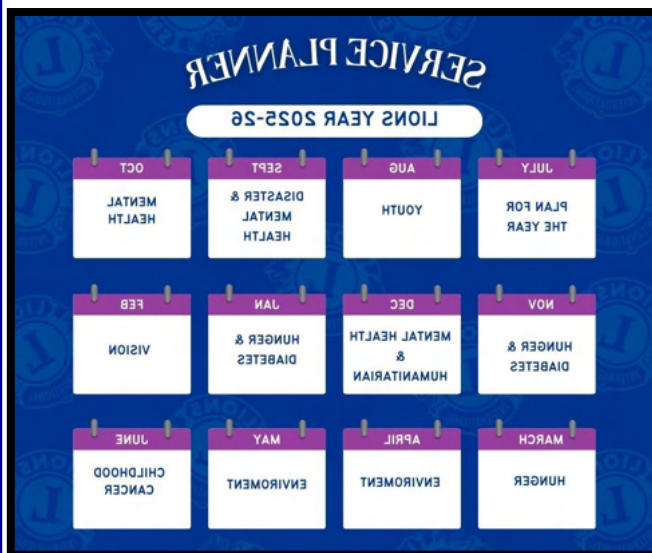 SERVICE PLANNER
LIONS YEAR 2025-26
JULY
PLAN FOR
THE YEAR
AUG
YOUTH
SEPT
DISASTER &
MENTAL
HEALTH
OCT
MENTAL
HEALTH
NOV
HUNGER &
DIABETES
DEC
MENTAL HEALTH
&
HUMANITARIAN
JAN
HUNGER &
DIABETES
FEB
VISION
MARCH
HUNGER
APRIL
ENVIROMENT
MAY
ENVIROMENT
JUNE
CHILDHOOD
CANCER